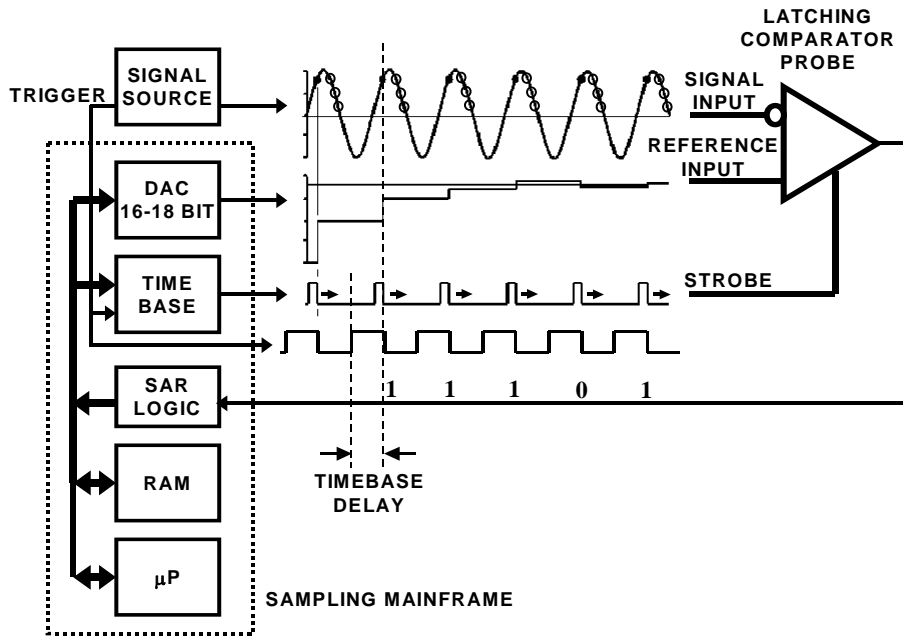 LATCHING
COMPARATOR
PROBE
SIGNAL
SOURCE
TRIGGER
SIGNAL
INPUT
REFERENCE
INPUT
DAC
16-18 BIT
TIME
BASE
STROBE
SAR
LOGIC
1 1 1 0 1
TIMEBASE
DELAY
RAM
µP
SAMPLING MAINFRAME